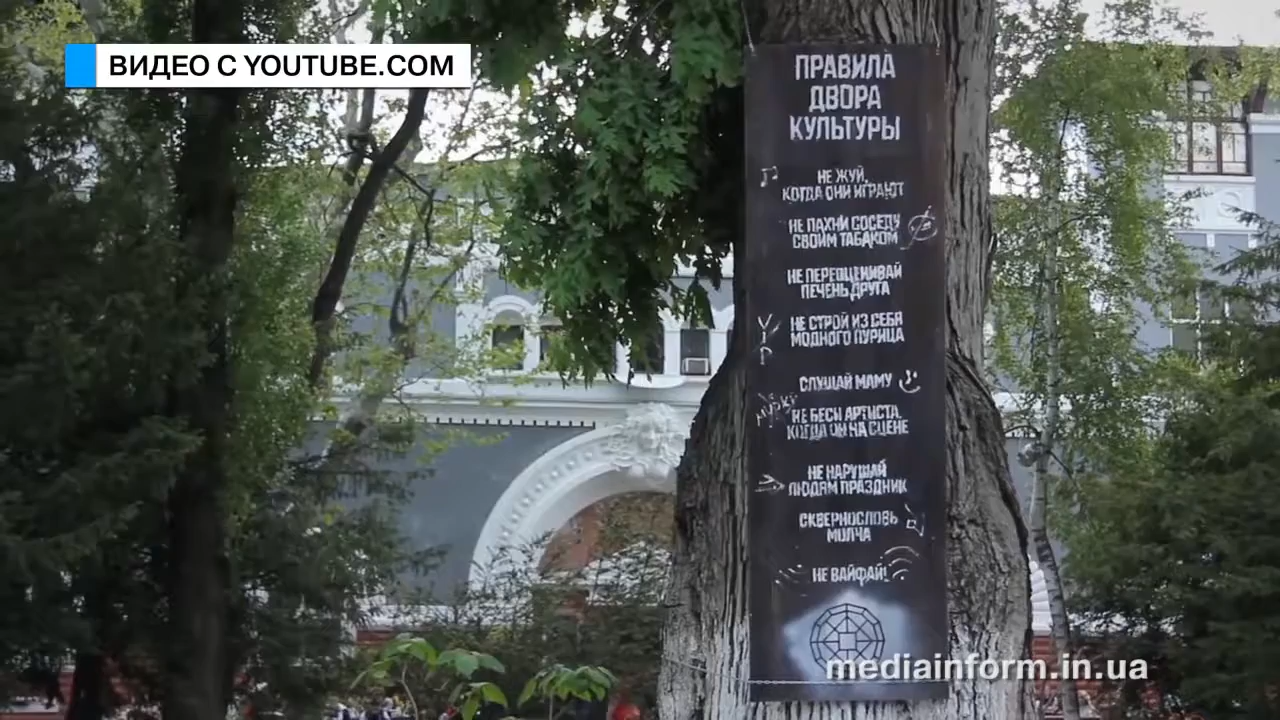 ВИДЕО С YOUTUBE.COM
ПРАВИЛА
ДВОРА
КУЛЬТУРЫ
НЕ ЖУЙ,
КОГДА ОНИ ИГРАЮТ
НЕ ПАХНИ СОСЕДУ
СВОИМ ТАБАКОМ
НЕ ПЕРЕОЦЕНИВАЙ
ПЕЧЕНЬ ДРУГА
VIP
НЕ СТРОЙ ИЗ СЕБЯ
МОДНОГО ПУРИЦА
СЛУШАЙ МАМУ
НЕ БЕСИ АРТИСТА,
КОГДА ОН НА СЦЕНЕ
НЕ НАРУШАЙ
ЛЮДЯМ ПРАЗДНИК
СКВЕРНОСЛОВЬ
МОЛЧА
НЕ ВАЙФАЙ!
mediainform.in.ua